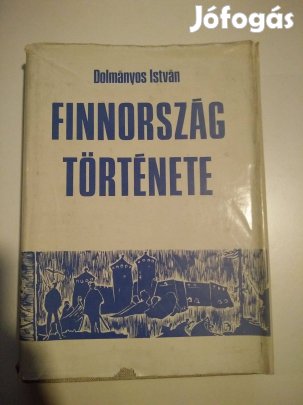 Jófogás
Dolmányos István
FINNORSZÁG
TÖRTÉNETE